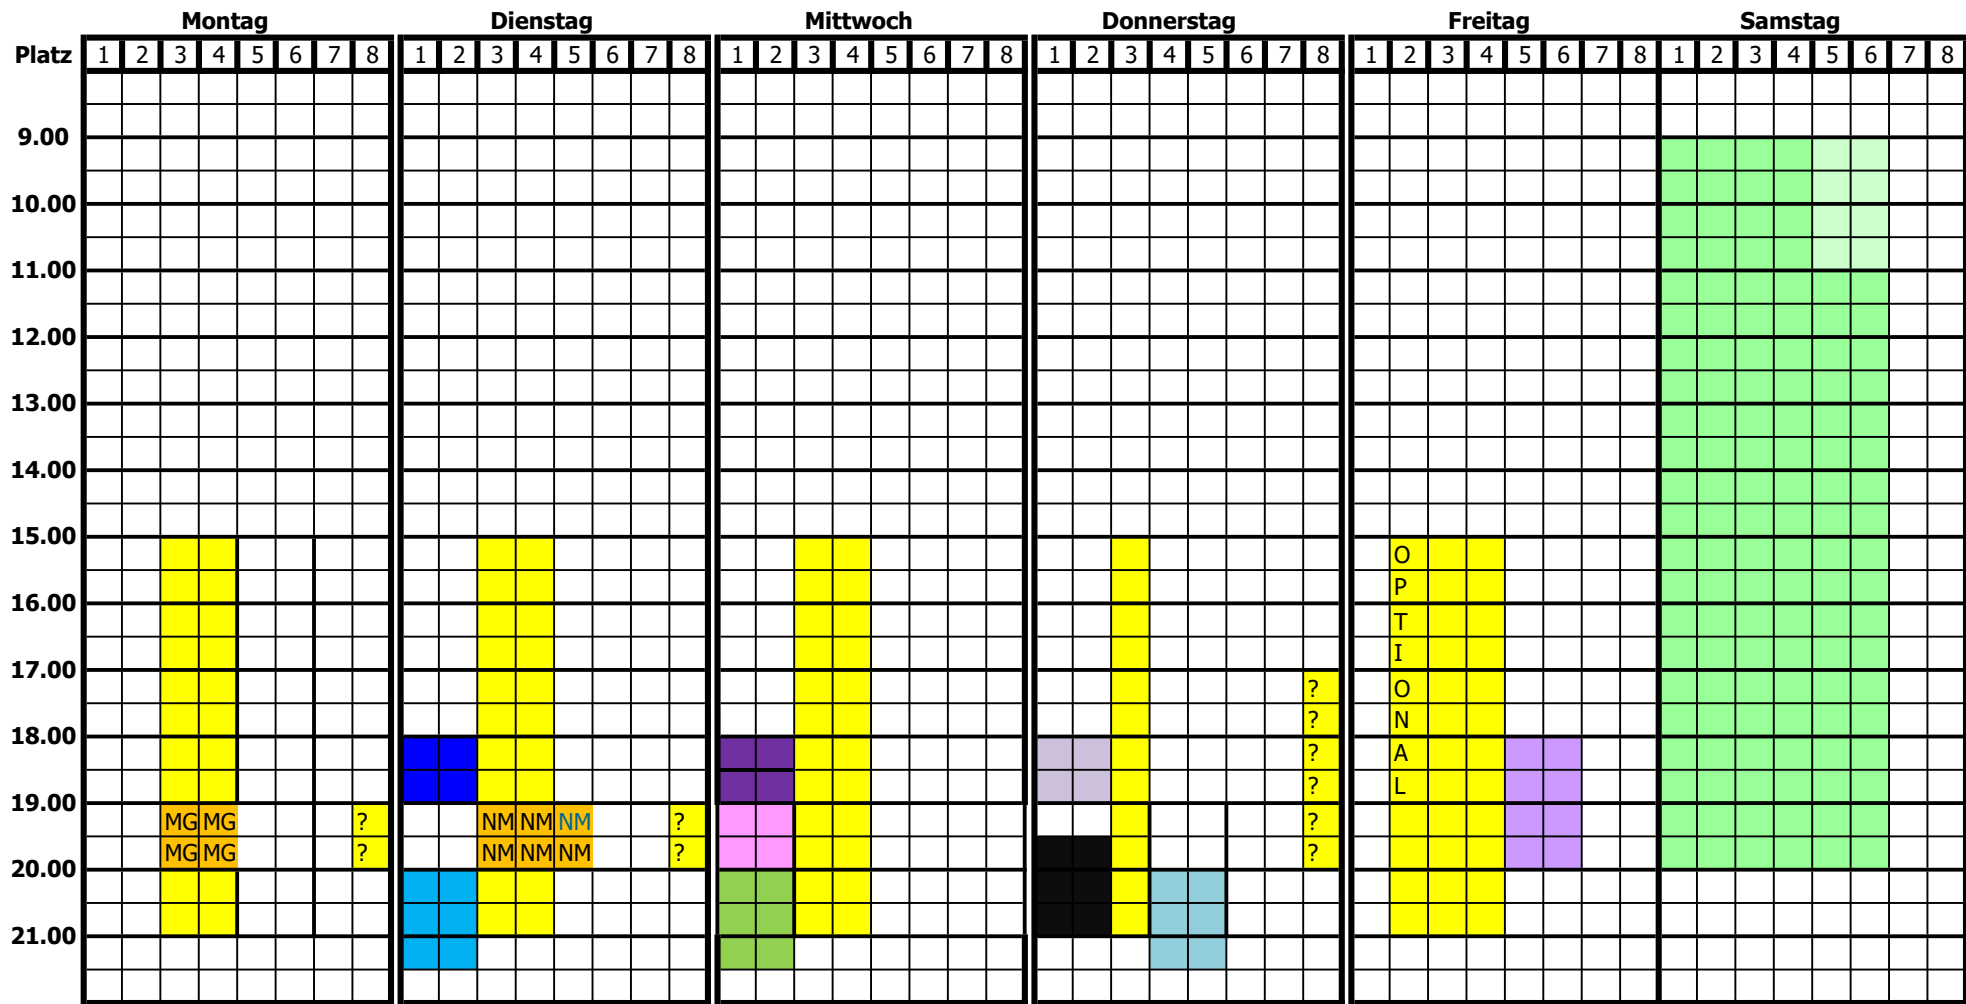 Montag Dienstag Mittwoch Donnerstag Freitag Samstag
Platz 1 2 3 4 5 6 7 8 1 2 3 4 5 6 7 8 1 2 3 4 5 6 7 8 1 2 3 4 5 6 7 8 1 2 3 4 5 6 7 8 1 2 3 4 5 6 7 8
9.00
10.00
11.00
12.00
13.00
14.00
15.00
O
P
16.00
T
I
17.00
? O
? N
18.00
? A
? L
19.00
MG MG ? NM NM NM ? ?
MG MG ? NM NM NM ? ?
20.00
21.00